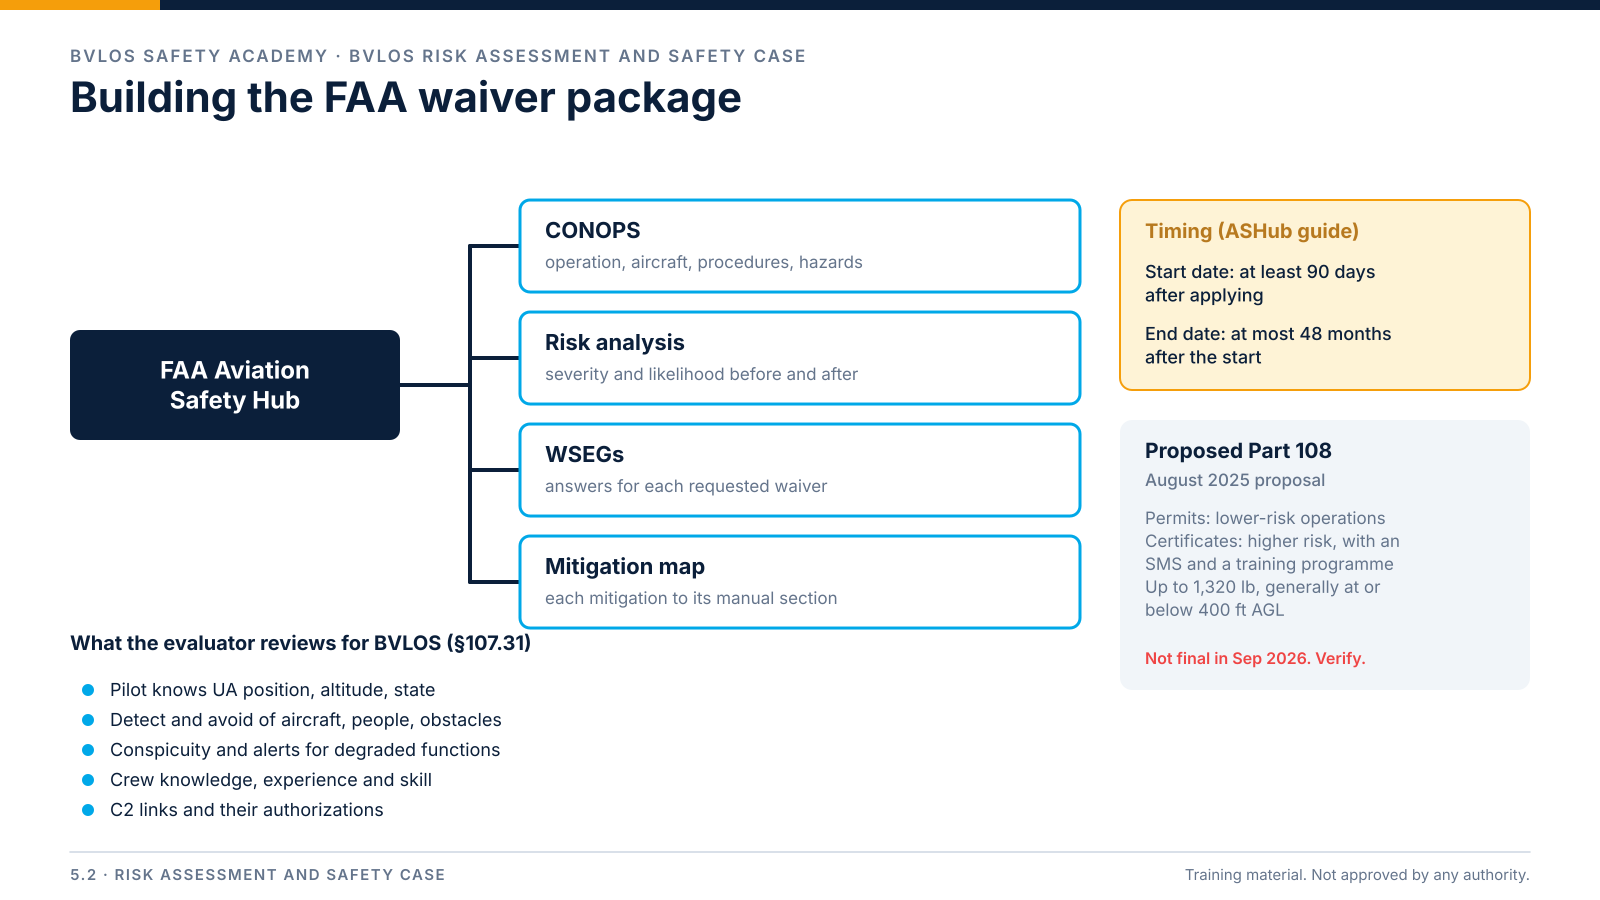 BVLOS SAFETY ACADEMY · BVLOS RISK ASSESSMENT AND SAFETY CASE
Building the FAA waiver package
FAA Aviation
Safety Hub
CONOPS
operation, aircraft, procedures, hazards
Risk analysis
severity and likelihood before and after
WSEGs
answers for each requested waiver
Mitigation map
each mitigation to its manual section
Timing (ASHub guide)
Start date: at least 90 days
after applying
End date: at most 48 months
after the start
Proposed Part 108
August 2025 proposal
Permits: lower-risk operations
Certificates: higher risk, with an
SMS and a training programme
Up to 1,320 lb, generally at or
below 400 ft AGL
Not final in Sep 2026. Verify.
What the evaluator reviews for BVLOS (§107.31)
Pilot knows UA position, altitude, state
Detect and avoid of aircraft, people, obstacles
Conspicuity and alerts for degraded functions
Crew knowledge, experience and skill
C2 links and their authorizations
5.2 · RISK ASSESSMENT AND SAFETY CASE
Training material. Not approved by any authority.